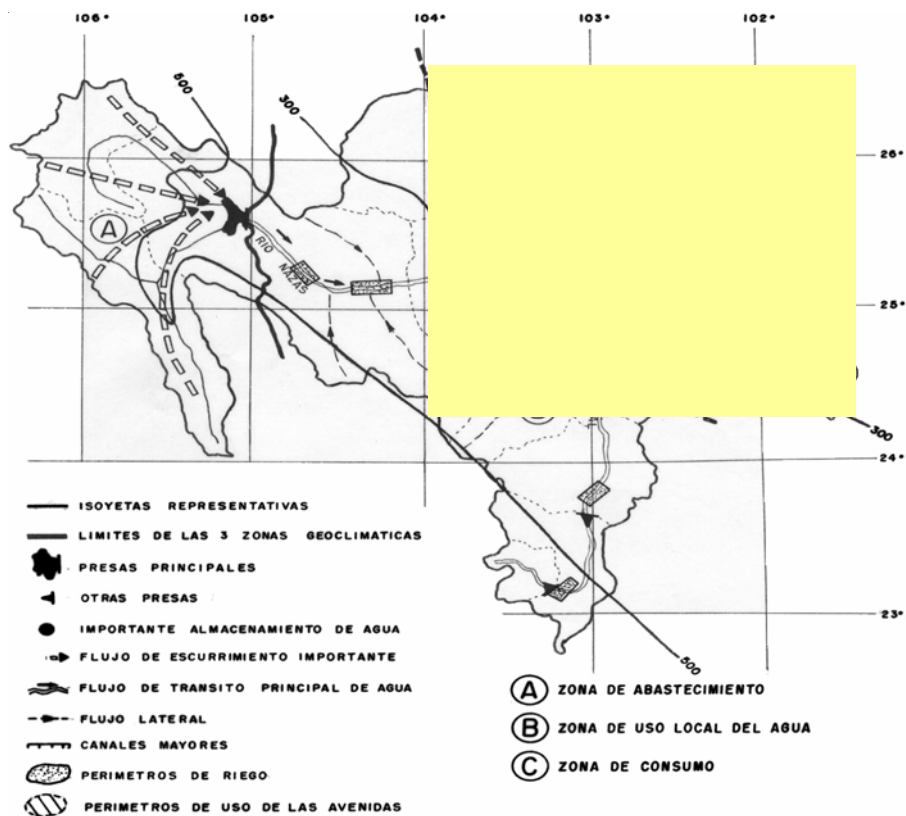 106° 105° 104° 103° 102°
500
300
26°
A
RIO
NAZAS
25°
300
24°
23°
500
ISOYETAS REPRESENTATIVAS
LIMITES DE LAS 3 ZONAS GEOCLIMATICAS
PRESAS PRINCIPALES
OTRAS PRESAS
IMPORTANTE ALMACENAMIENTO DE AGUA
FLUJO DE ESCURRIMIENTO IMPORTANTE
FLUJO DE TRANSITO PRINCIPAL DE AGUA
FLUJO LATERAL
CANALES MAYORES
PERIMETROS DE RIEGO
PERIMETROS DE USO DE LAS AVENIDAS
A ZONA DE ABASTECIMIENTO
B ZONA DE USO LOCAL DEL AGUA
C ZONA DE CONSUMO